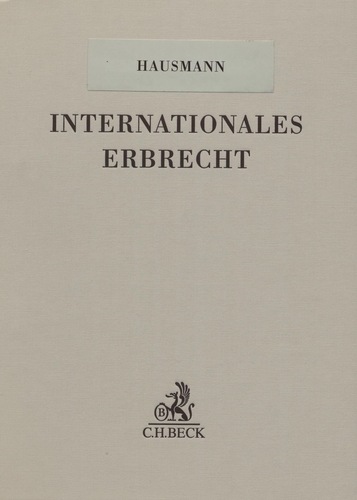 HAUSMANN
INTERNATIONALES
ERBRECHT
B
C.H.BECK